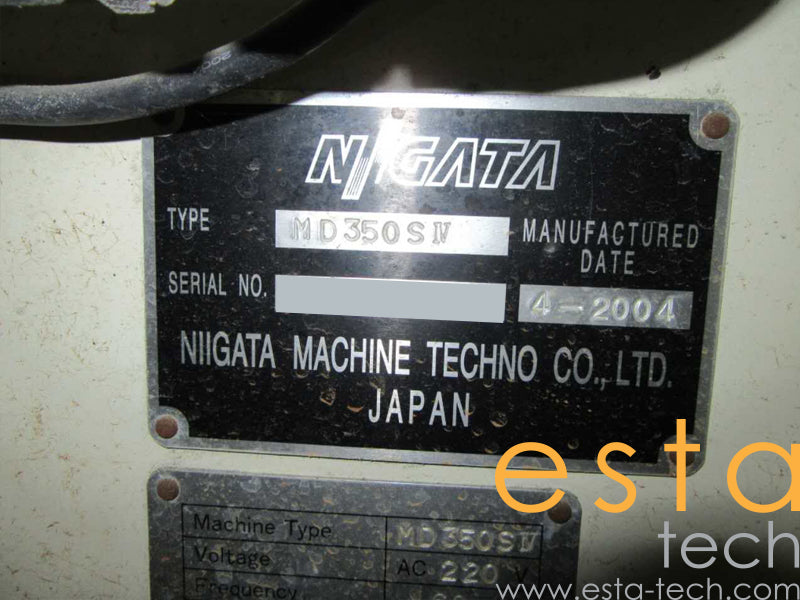 NIIGATA
TYPE MD350SⅣ MANUFACTURED DATE
SERIAL NO. 4-2004
NIIGATA MACHINE TECHNO CO., LTD.
JAPAN
Machine Type MD350SⅣ
Voltage AC 220 V
Frequency
esta
tech
www.esta-tech.com